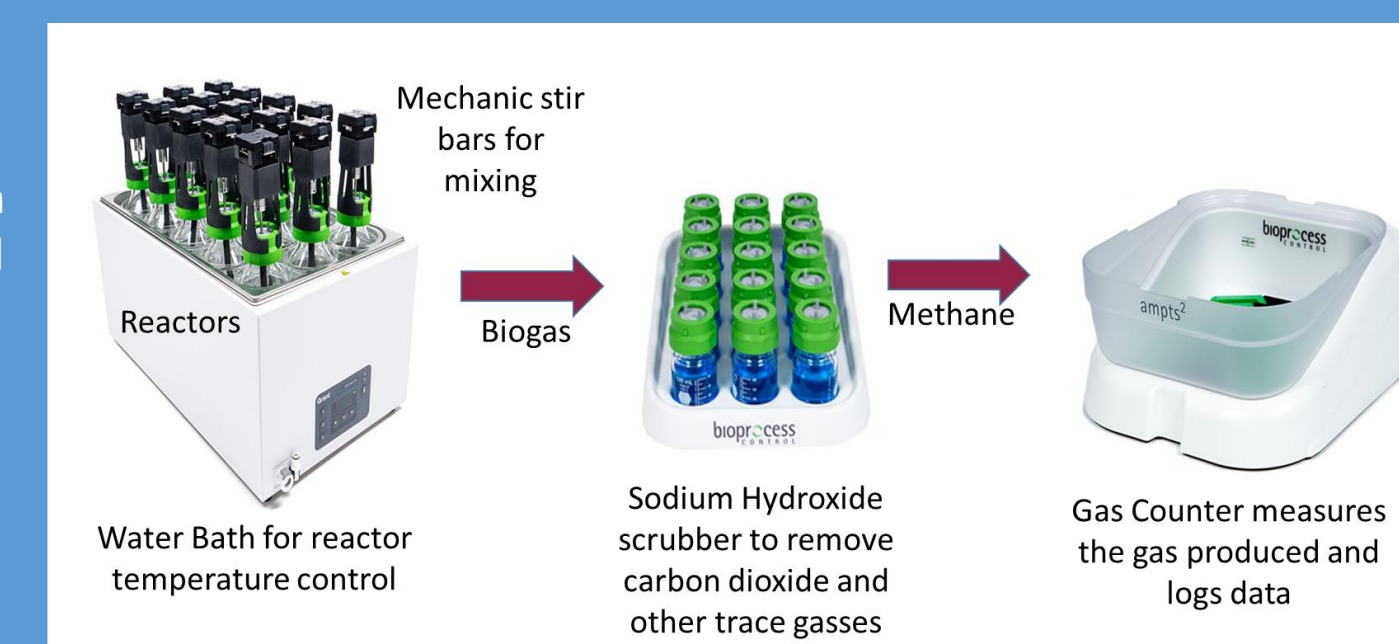 Mechanic stir
bars for
mixing
Reactors
Biogas
Methane
bioprocess
CONTROL
ampts²
bioprocess
CONTROL
Grant
Water Bath for reactor
temperature control
Sodium Hydroxide
scrubber to remove
carbon dioxide and
other trace gasses
Gas Counter measures
the gas produced and
logs data